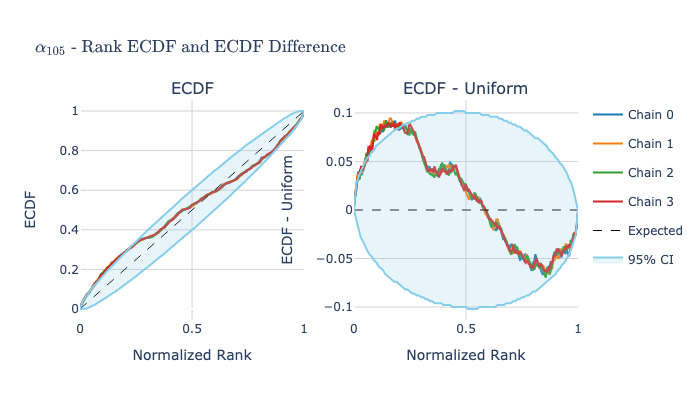 α105 - Rank ECDF and ECDF Difference
ECDF
ECDF - Uniform
ECDF
1
0.8
0.6
0.4
0.2
0
0
0.5
1
Normalized Rank
ECDF - Uniform
0.1
0.05
0
−0.05
−0.1
0
0.5
1
Normalized Rank
Chain 0
Chain 1
Chain 2
Chain 3
Expected
95% CI